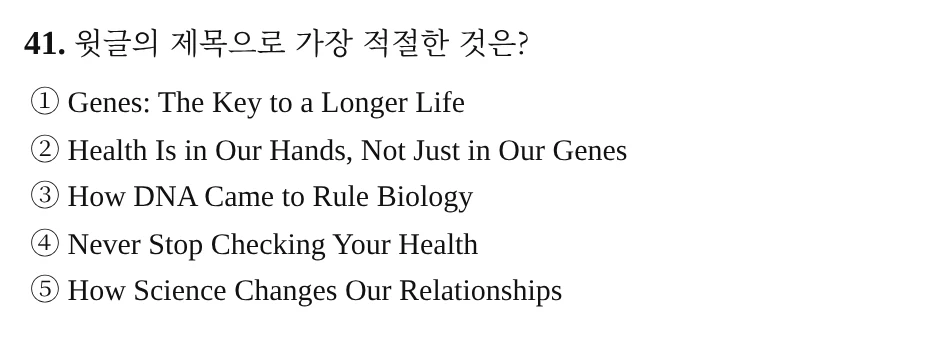 41. 윗글의 제목으로 가장 적절한 것은?
① Genes: The Key to a Longer Life
② Health Is in Our Hands, Not Just in Our Genes
③ How DNA Came to Rule Biology
④ Never Stop Checking Your Health
⑤ How Science Changes Our Relationships